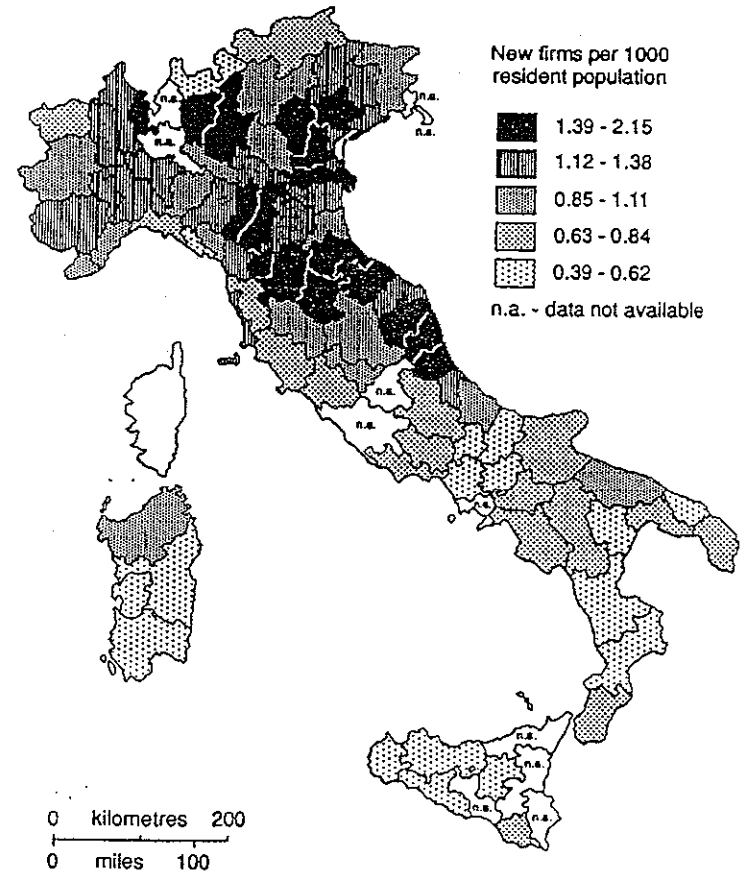 New firms per 1000
resident population
1.39 - 2.15
1.12 - 1.38
0.85 - 1.11
0.63 - 0.84
0.39 - 0.62
n.a. - data not available
n.a.
n.a.
n.a.
n.a.
n.a.
n.a.
n.a.
n.a.
n.a.
n.a.
n.a.
0 kilometres 200
0 miles 100